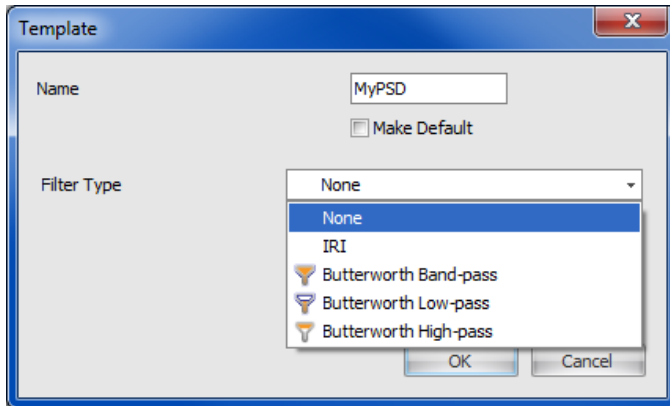 Template
Name
MyPSD
Make Default
Filter Type
None
None
IRI
Butterworth Band-pass
Butterworth Low-pass
Butterworth High-pass
OK
Cancel